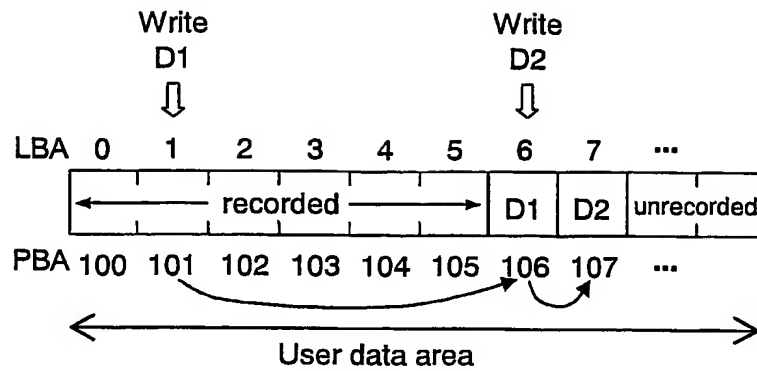 Write Write
D1 D2
LBA 0 1 2 3 4 5 6 7 ...
recorded D1 D2 unrecorded
PBA 100 101 102 103 104 105 106 107 ...
User data area